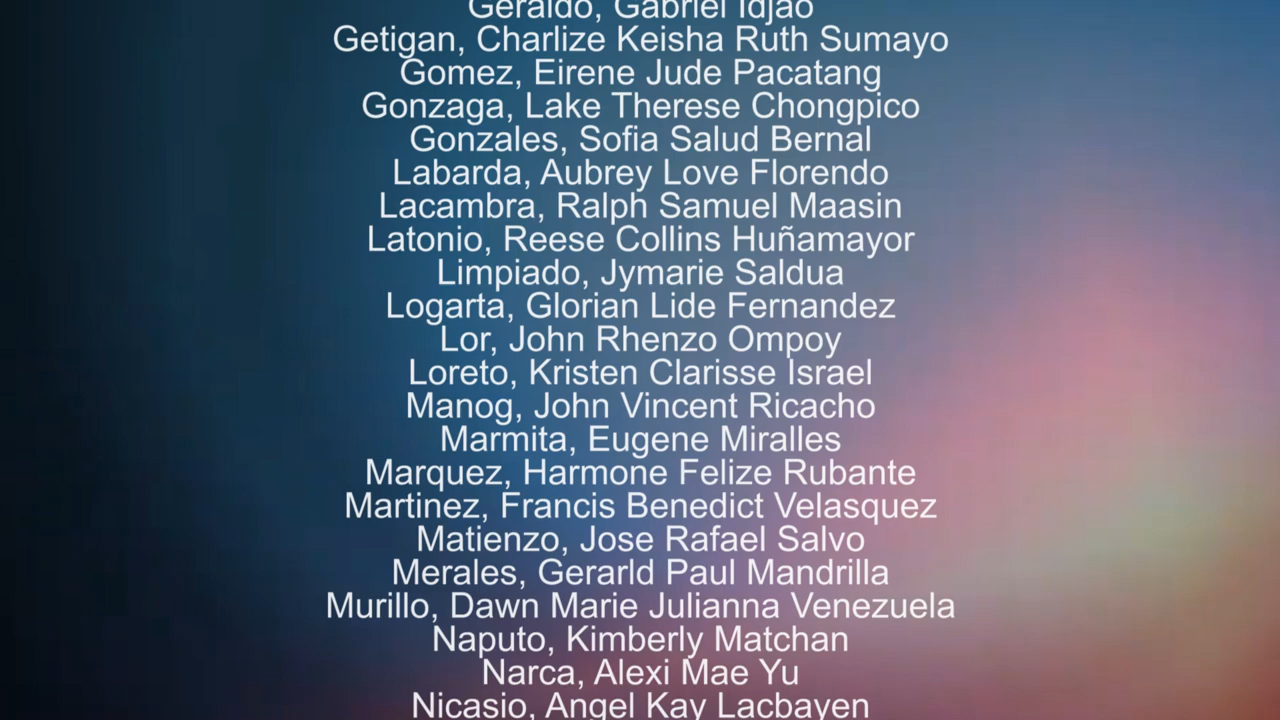 Geraldo, Gabriel Idjao
Getigan, Charlize Keisha Ruth Sumayo
Gomez, Eirene Jude Pacatang
Gonzaga, Lake Therese Chongpico
Gonzales, Sofia Salud Bernal
Labarda, Aubrey Love Florendo
Lacambra, Ralph Samuel Maasin
Latonio, Reese Collins Huñamayor
Limpiado, Jymarie Saldua
Logarta, Glorian Lide Fernandez
Lor, John Rhenzo Ompoy
Loreto, Kristen Clarisse Israel
Manog, John Vincent Ricacho
Marmita, Eugene Miralles
Marquez, Harmone Felize Rubante
Martinez, Francis Benedict Velasquez
Matienzo, Jose Rafael Salvo
Merales, Gerarld Paul Mandrilla
Murillo, Dawn Marie Julianna Venezuela
Naputo, Kimberly Matchan
Narca, Alexi Mae Yu
Nicasio, Angel Kay Lacbayen